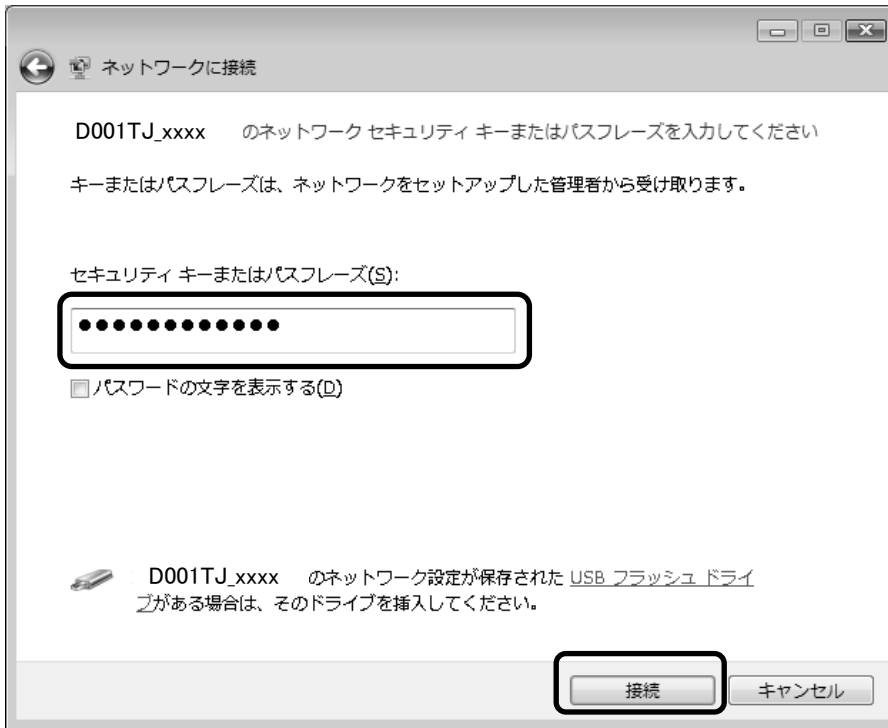 ネットワークに接続
D001TJ_xxxx のネットワーク セキュリティ キーまたはパスフレーズを入力してください
キーまたはパスフレーズは、ネットワークをセットアップした管理者から受け取ります。
セキュリティ キーまたはパスフレーズ(S):
●●●●●●●●●●●●
パスワードの文字を表示する(D)
D001TJ_xxxx のネットワーク設定が保存された USB フラッシュ ドライ
ブがある場合は、そのドライブを挿入してください。
接続 キャンセル